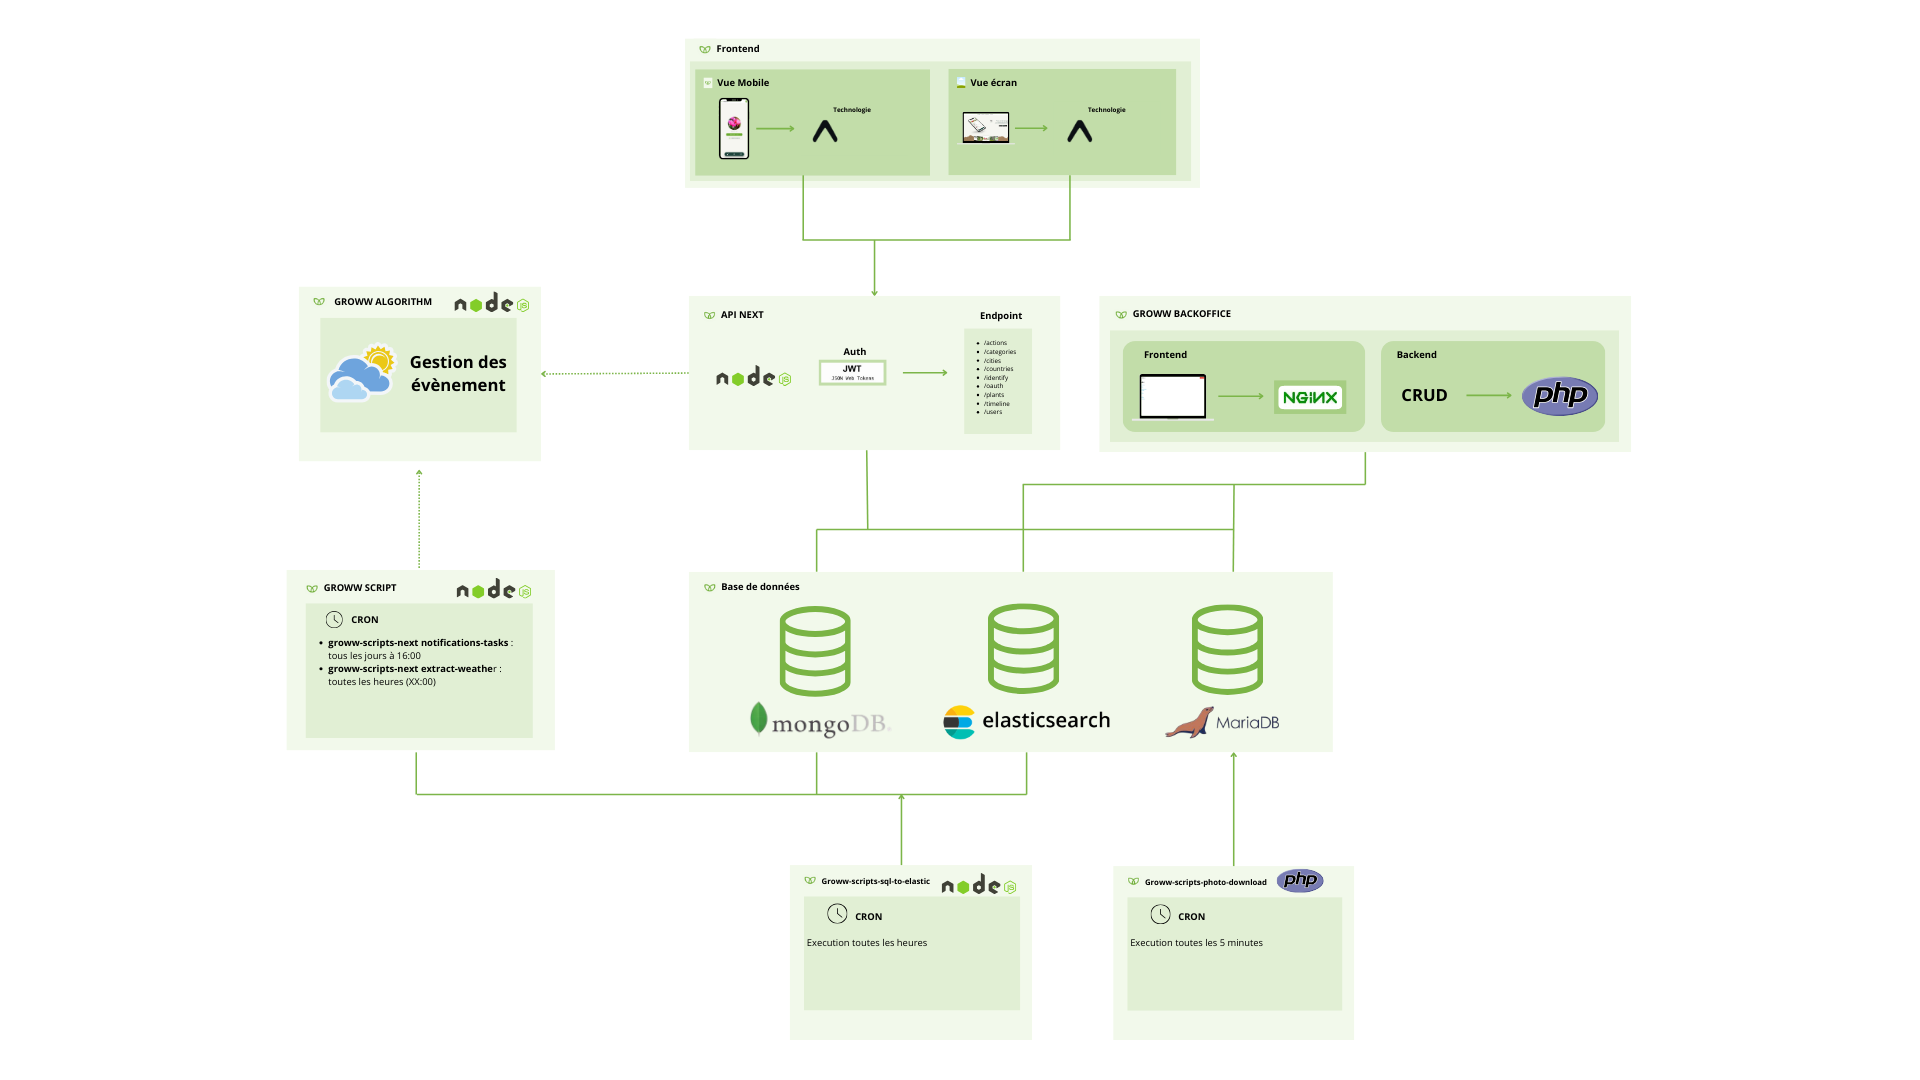 Frontend
Vue Mobile
Technologie
Vue écran
Technologie
GROWW ALGORITHM
node
JS
Gestion des
évènement
API NEXT
node
JS
Auth
JWT
JSON Web Tokens
Endpoint
/actions
/categories
/cities
/countries
/identify
/oauth
/plants
/timeline
/users
GROWW BACKOFFICE
Frontend
NGINX
Backend
CRUD
php
GROWW SCRIPT
node
JS
CRON
groww-scripts-next notifications-tasks :
tous les jours à 16:00
groww-scripts-next extract-weather :
toutes les heures (XX:00)
Base de données
mongoDB
elasticsearch
MariaDB
Groww-scripts-sql-to-elastic
node
JS
CRON
Execution toutes les heures
Groww-scripts-photo-download
php
CRON
Execution toutes les 5 minutes